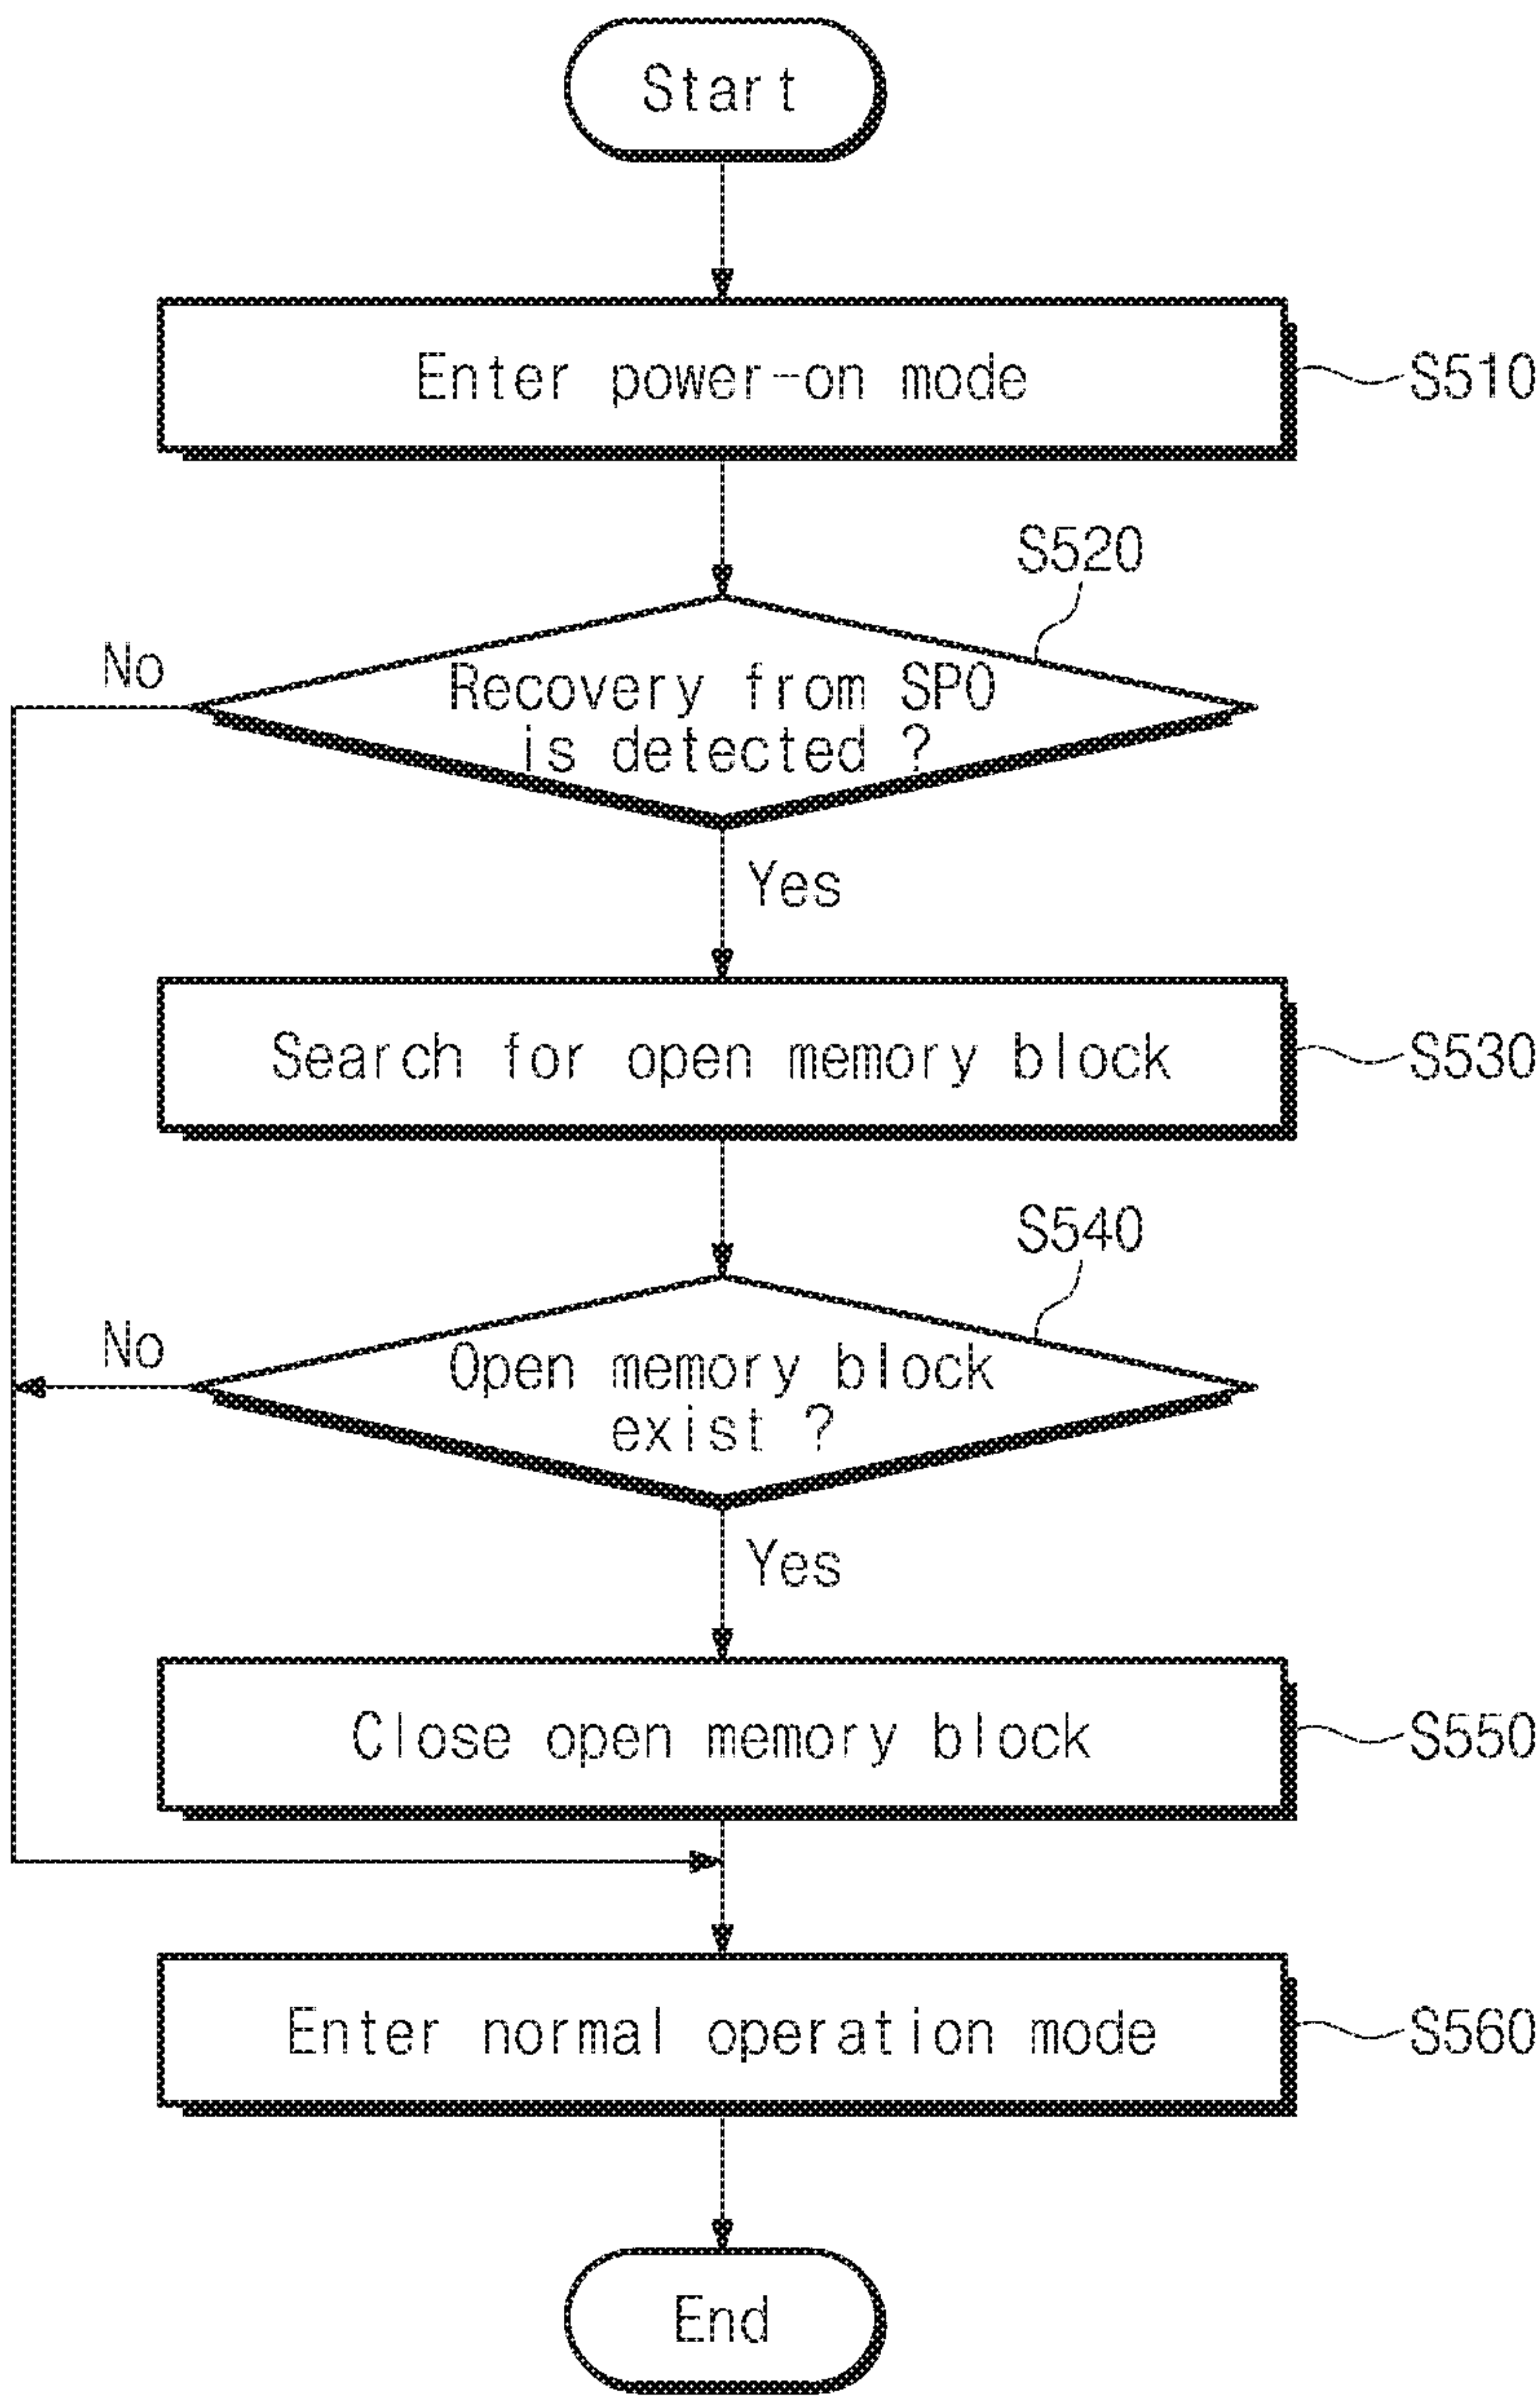 Start
Enter power-on mode
S510
S520
No
Recovery from SPO
is detected ?
Yes
Search for open memory block
S530
S540
No
Open memory block
exist ?
Yes
Close open memory block
S550
Enter normal operation mode
S560
End